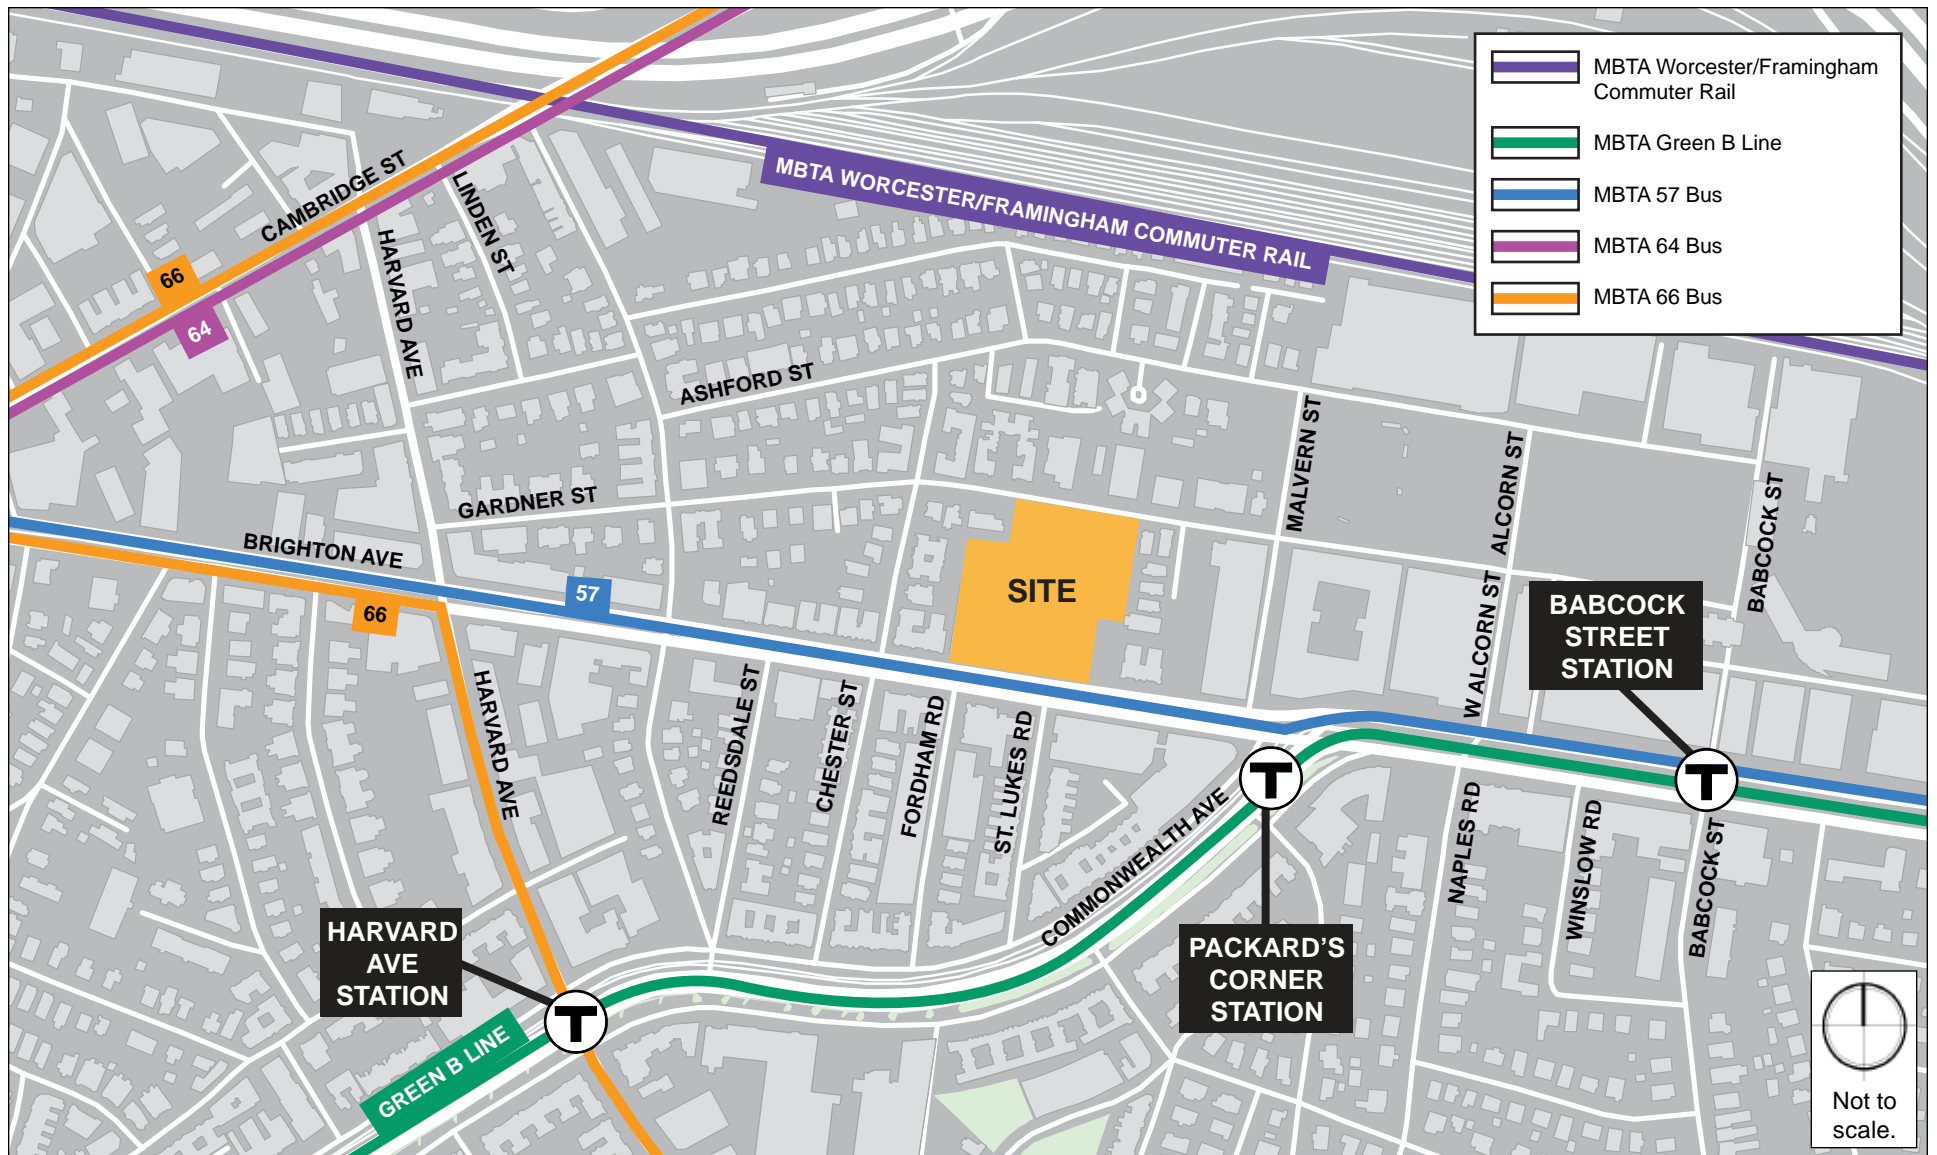 MBTA Worcester/Framingham
Commuter Rail
MBTA Green B Line
MBTA 57 Bus
MBTA 64 Bus
MBTA 66 Bus
MBTA WORCESTER/FRAMINGHAM COMMUTER RAIL
CAMBRIDGE ST
LINDEN ST
HARVARD AVE
66
64
ASHFORD ST
GARDNER ST
MALVERN ST
ALCORN ST
BABCOCK ST
BRIGHTON AVE
57
66
SITE
W ALCORN ST
BABCOCK
STREET
STATION
T
HARVARD AVE
REEDSDALE ST
CHESTER ST
FORDHAM RD
ST. LUKES RD
COMMONWEALTH AVE
T
NAPLES RD
WINSLOW RD
BABCOCK ST
HARVARD
AVE
STATION
T
PACKARD'S
CORNER
STATION
GREEN B LINE
Not to
scale.